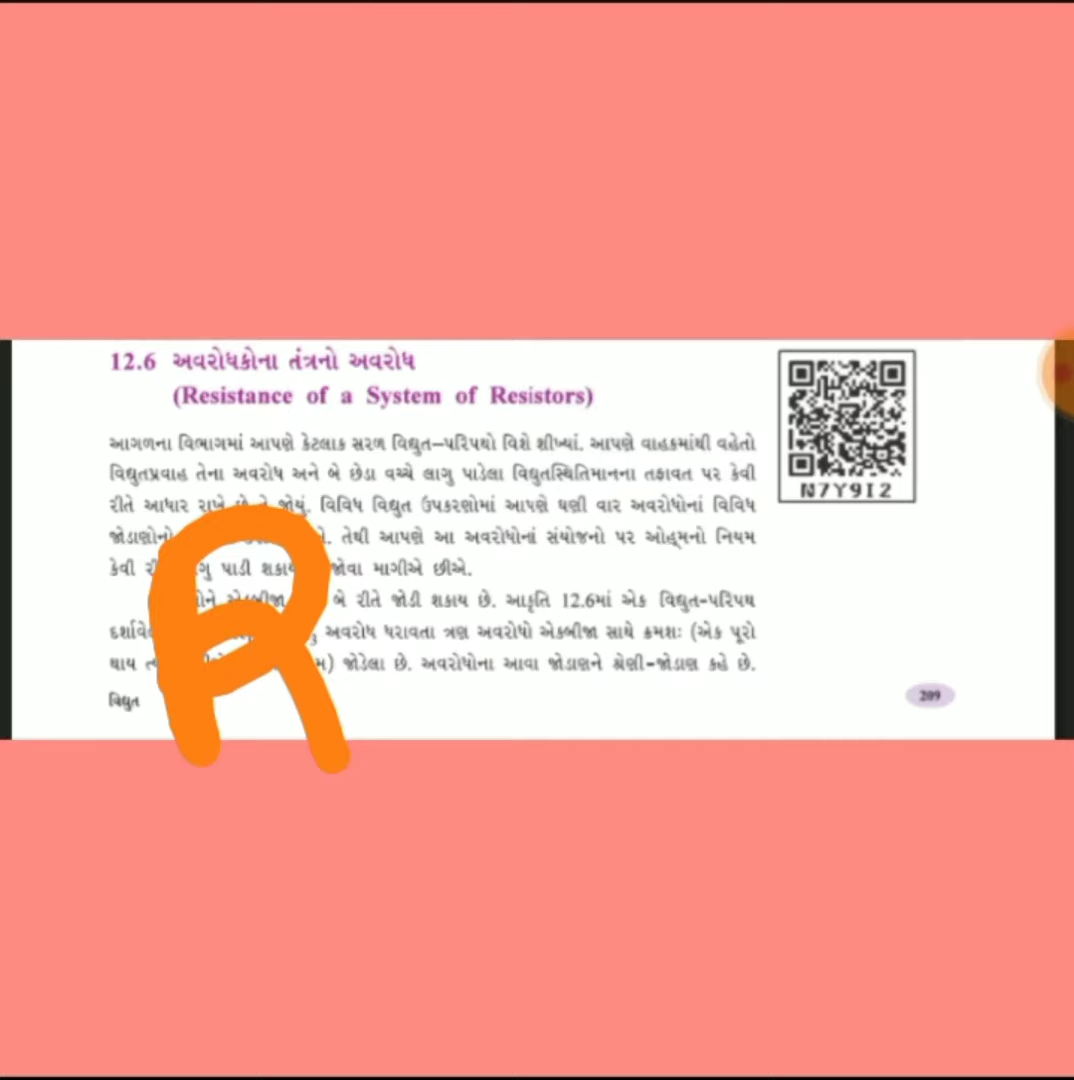 12.6 અવરોધકોના તંત્રનો અવરોધ
(Resistance of a System of Resistors)
N7Y9I2
આગળના વિભાગમાં આપણે કેટલાક સરળ વિદ્યુત-પરિપથો વિશે શીખ્યાં. આપણે વાહકમાંથી વહેતો
વિદ્યુતપ્રવાહ તેના અવરોધ અને બે છેડા વચ્ચે લાગુ પાડેલા વિદ્યુતસ્થિતિમાનના તફાવત પર કેવી
રીતે આધાર રાખે છે તે જોયું. વિવિધ વિદ્યુત ઉપકરણોમાં આપણે ઘણી વાર અવરોધોનાં વિવિધ
જોડાણોનો તેથી આપણે આ અવરોધોનાં સંયોજનો પર ઓહ્મનો નિયમ
કેવી પાડી શકાય જોવા માગીએ છીએ.
બે રીતે જોડી શકાય છે. આકૃતિ 12.6માં એક વિદ્યુત-પરિપથ
અવરોધ ધરાવતા ત્રણ અવરોધો એકબીજા સાથે ક્રમશઃ (એક પૂરો
થાય જોડેલા છે. અવરોધોના આવા જોડાણને શ્રેણી-જોડાણ કહે છે.
વિદ્યુત
209
R